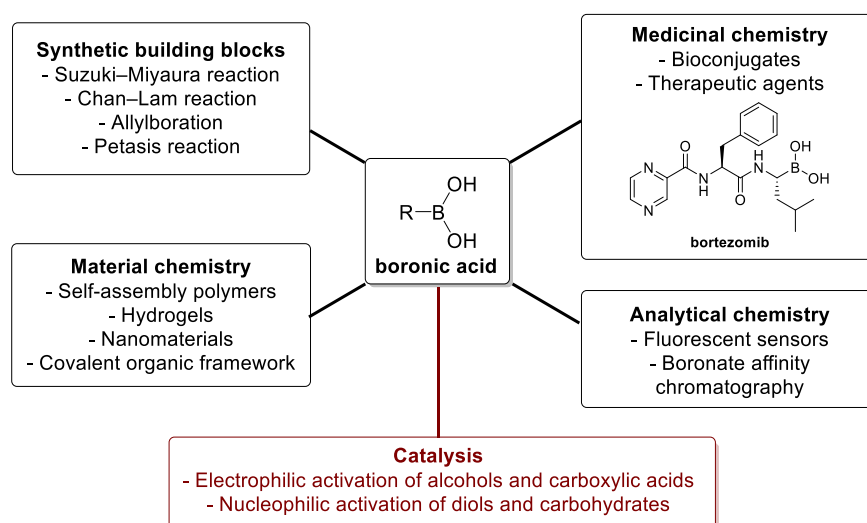 Synthetic building blocks
- Suzuki–Miyaura reaction
- Chan–Lam reaction
- Allylboration
- Petasis reaction
Medicinal chemistry
- Bioconjugates
- Therapeutic agents
N
N
O
N
H
O
H
N
B
OH
OH
bortezomib
R
B
OH
OH
boronic acid
Material chemistry
- Self-assembly polymers
- Hydrogels
- Nanomaterials
- Covalent organic framework
Analytical chemistry
- Fluorescent sensors
- Boronate affinity
chromatography
Catalysis
- Electrophilic activation of alcohols and carboxylic acids
- Nucleophilic activation of diols and carbohydrates